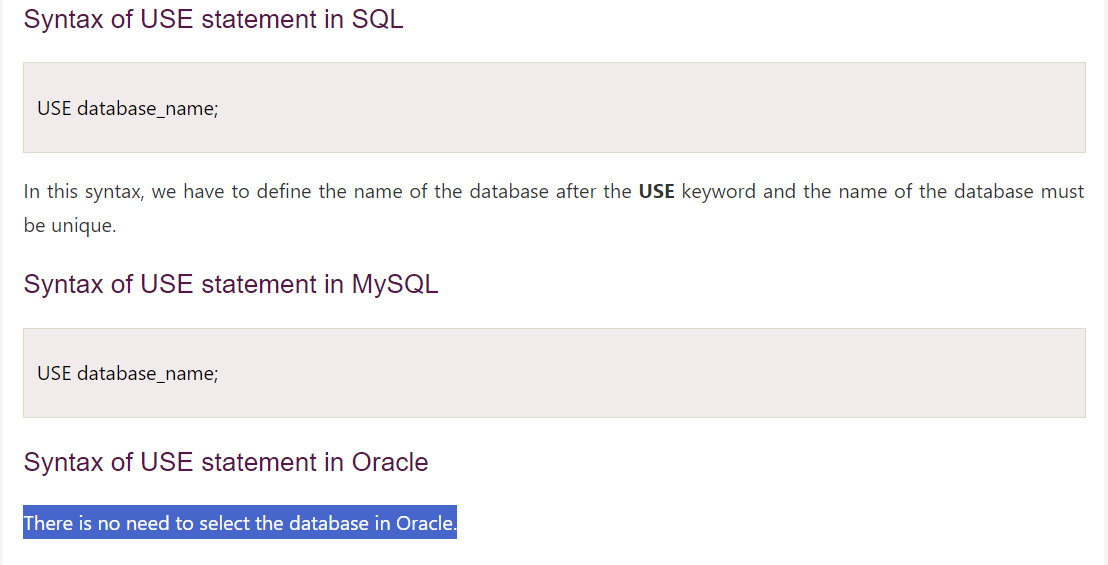 Syntax of USE statement in SQL
USE database_name;
In this syntax, we have to define the name of the database after the USE keyword and the name of the database must
be unique.
Syntax of USE statement in MySQL
USE database_name;
Syntax of USE statement in Oracle
There is no need to select the database in Oracle.